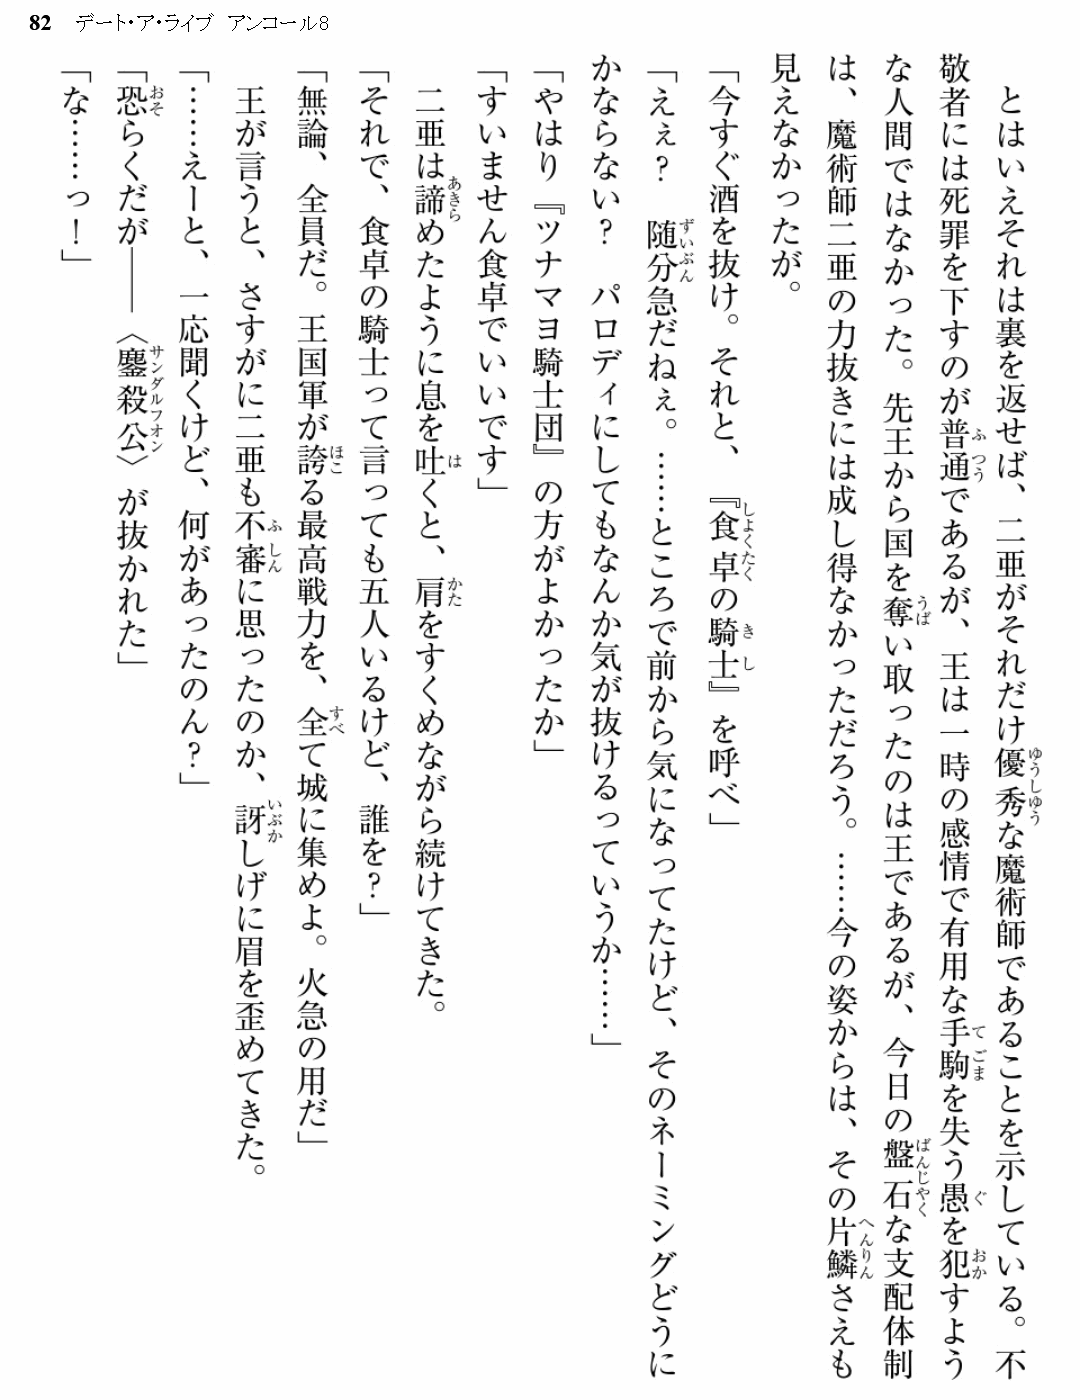 82 デート・ア・ライブ アンコール8
とはいえそれは裏を返せば、二亜がそれだけ優秀な魔術師であることを示している。不
敬者には死罪を下すのが普通であるが、王は一時の感情で有用な手駒を失う愚を犯すよう
な人間ではなかった。先王から国を奪い取ったのは王であるが、今日の盤石な支配体制
は、魔術師二亜の力抜きには成し得なかっただろう。……今の姿からは、その片鱗さえも
見えなかったが。
「今すぐ酒を抜け。それと、『食卓の騎士』を呼べ」
「えぇ？　随分急だねぇ。……ところで前から気になってたけど、そのネーミングどうに
かならない？　パロディにしてもなんか気が抜けるっていうか……」
「やはり『ツナマヨ騎士団』の方がよかったか」
「すいません食卓でいいです」
二亜は諦めたように息を吐くと、肩をすくめながら続けてきた。
「それで、食卓の騎士って言っても五人いるけど、誰を？」
「無論、全員だ。王国軍が誇る最高戦力を、全て城に集めよ。火急の用だ」
王が言うと、さすがに二亜も不審に思ったのか、訝しげに眉を歪めてきた。
「……えーと、一応聞くけど、何があったのん？」
「恐らくだが――〈鏖殺公〉が抜かれた」
「な……っ！」